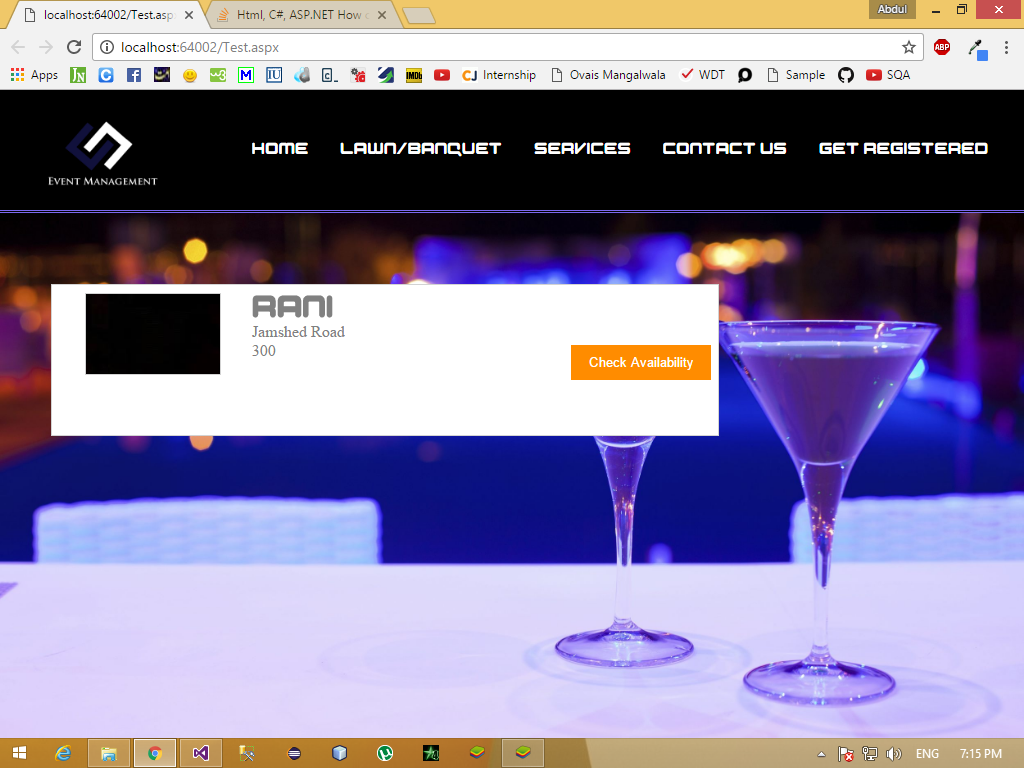 Abdul
localhost:64002/Test.asp
Html, C#, ASP.NET How
localhost:64002/Test.aspx
ABP
Apps
IMDb
CJ Internship
Ovais Mangalwala
WDT
Sample
SQA
EVENT MANAGEMENT
HOME
LAWN/BANQUET
SERVICES
CONTACT US
GET REGISTERED
RANI
Jamshed Road
300
Check Availability
ENG
7:15 PM